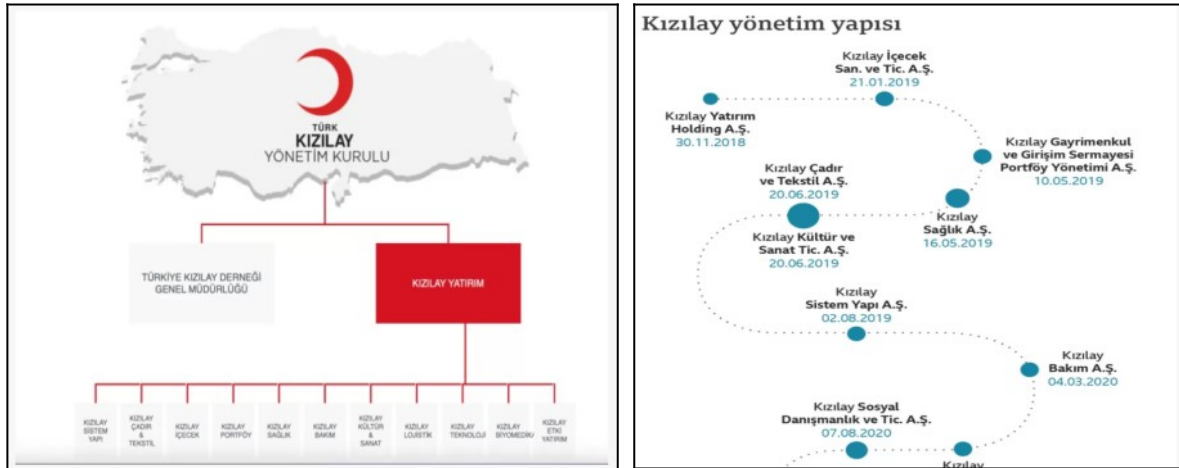 TÜRK
KIZILAY
YÖNETİM KURULU
TÜRKİYE KIZILAY DERNEĞİ
GENEL MÜDÜRLÜĞÜ
KIZILAY YATIRIM
KIZILAY
SİSTEM
YAPI
KIZILAY
ÇADIR
&
TEKSTİL
KIZILAY
İÇECEK
KIZILAY
PORTFÖY
KIZILAY
SAĞLIK
KIZILAY
BAKIM
KIZILAY
KÜLTÜR
&
SANAT
KIZILAY
LOJİSTİK
KIZILAY
TEKNOLOJİ
KIZILAY
BİYOMEDİKAL
KIZILAY
ETKİ
YATIRIM
Kızılay yönetim yapısı
Kızılay İçecek
San. ve Tic. A.Ş.
21.01.2019
Kızılay Yatırım
Holding A.Ş.
30.11.2018
Kızılay Gayrimenkul
ve Girişim Sermayesi
Portföy Yönetimi A.Ş.
10.05.2019
Kızılay Çadır
ve Tekstil A.Ş.
20.06.2019
Kızılay
Sağlık A.Ş.
16.05.2019
Kızılay Kültür ve
Sanat Tic. A.Ş.
20.06.2019
Kızılay
Sistem Yapı A.Ş.
02.08.2019
Kızılay
Bakım A.Ş.
04.03.2020
Kızılay Sosyal
Danışmanlık ve Tic. A.Ş.
07.08.2020